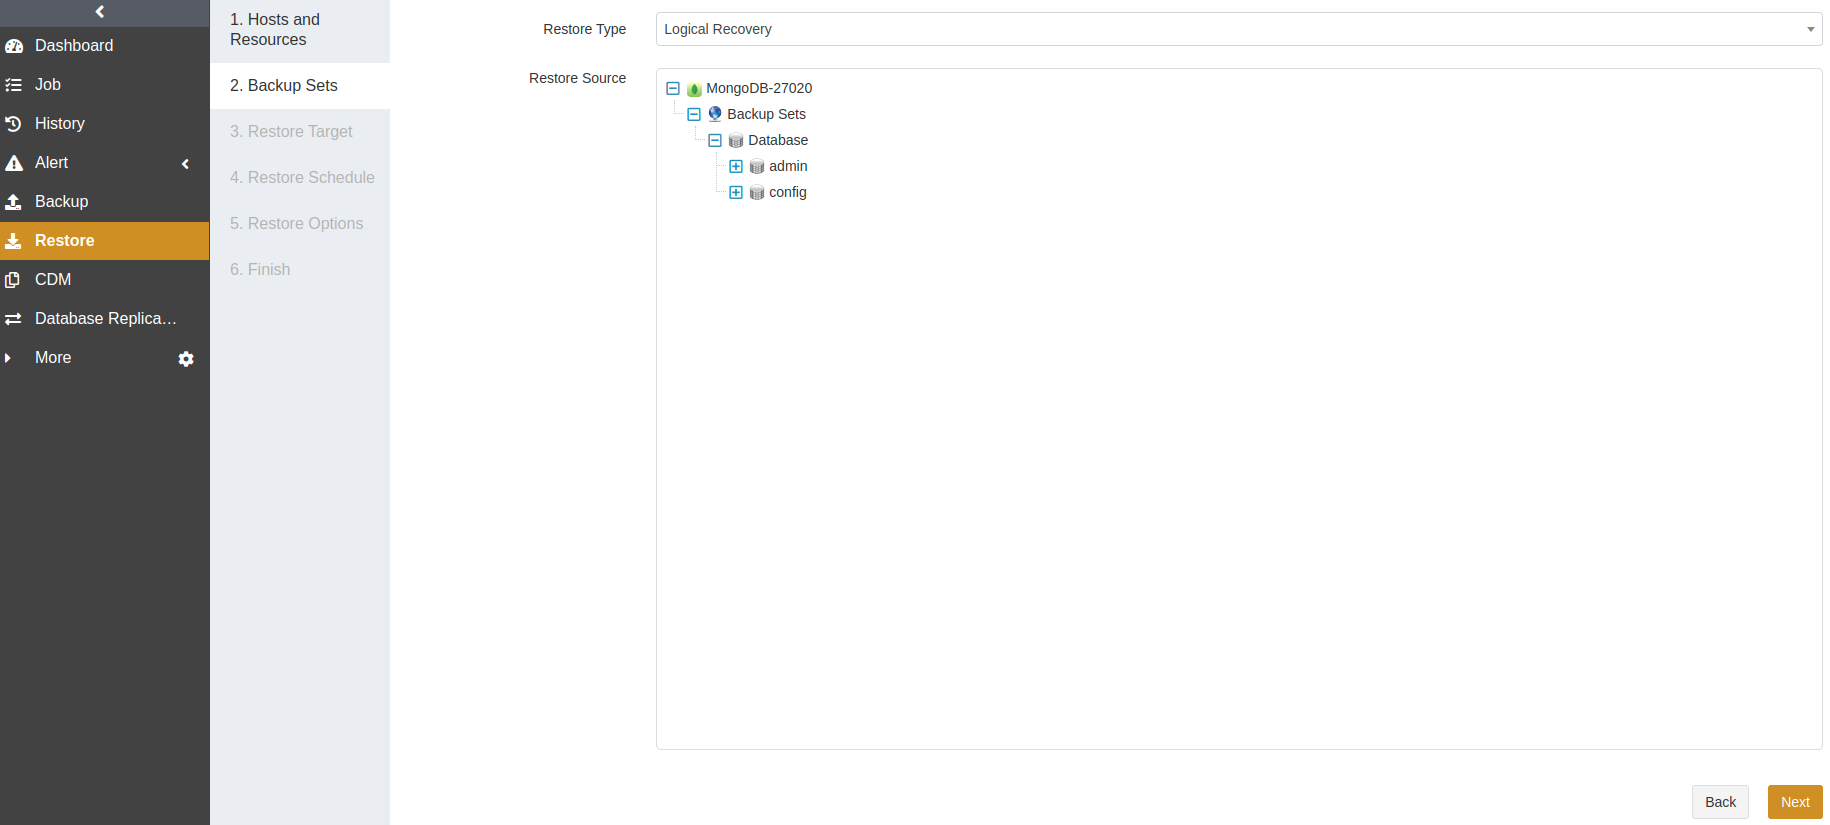 Dashboard
Job
History
Alert
Backup
Restore
CDM
Database Replica…
More
1. Hosts and
Resources
2. Backup Sets
3. Restore Target
4. Restore Schedule
5. Restore Options
6. Finish
Restore Type
Logical Recovery
Restore Source
MongoDB-27020
Backup Sets
Database
admin
config
Back
Next